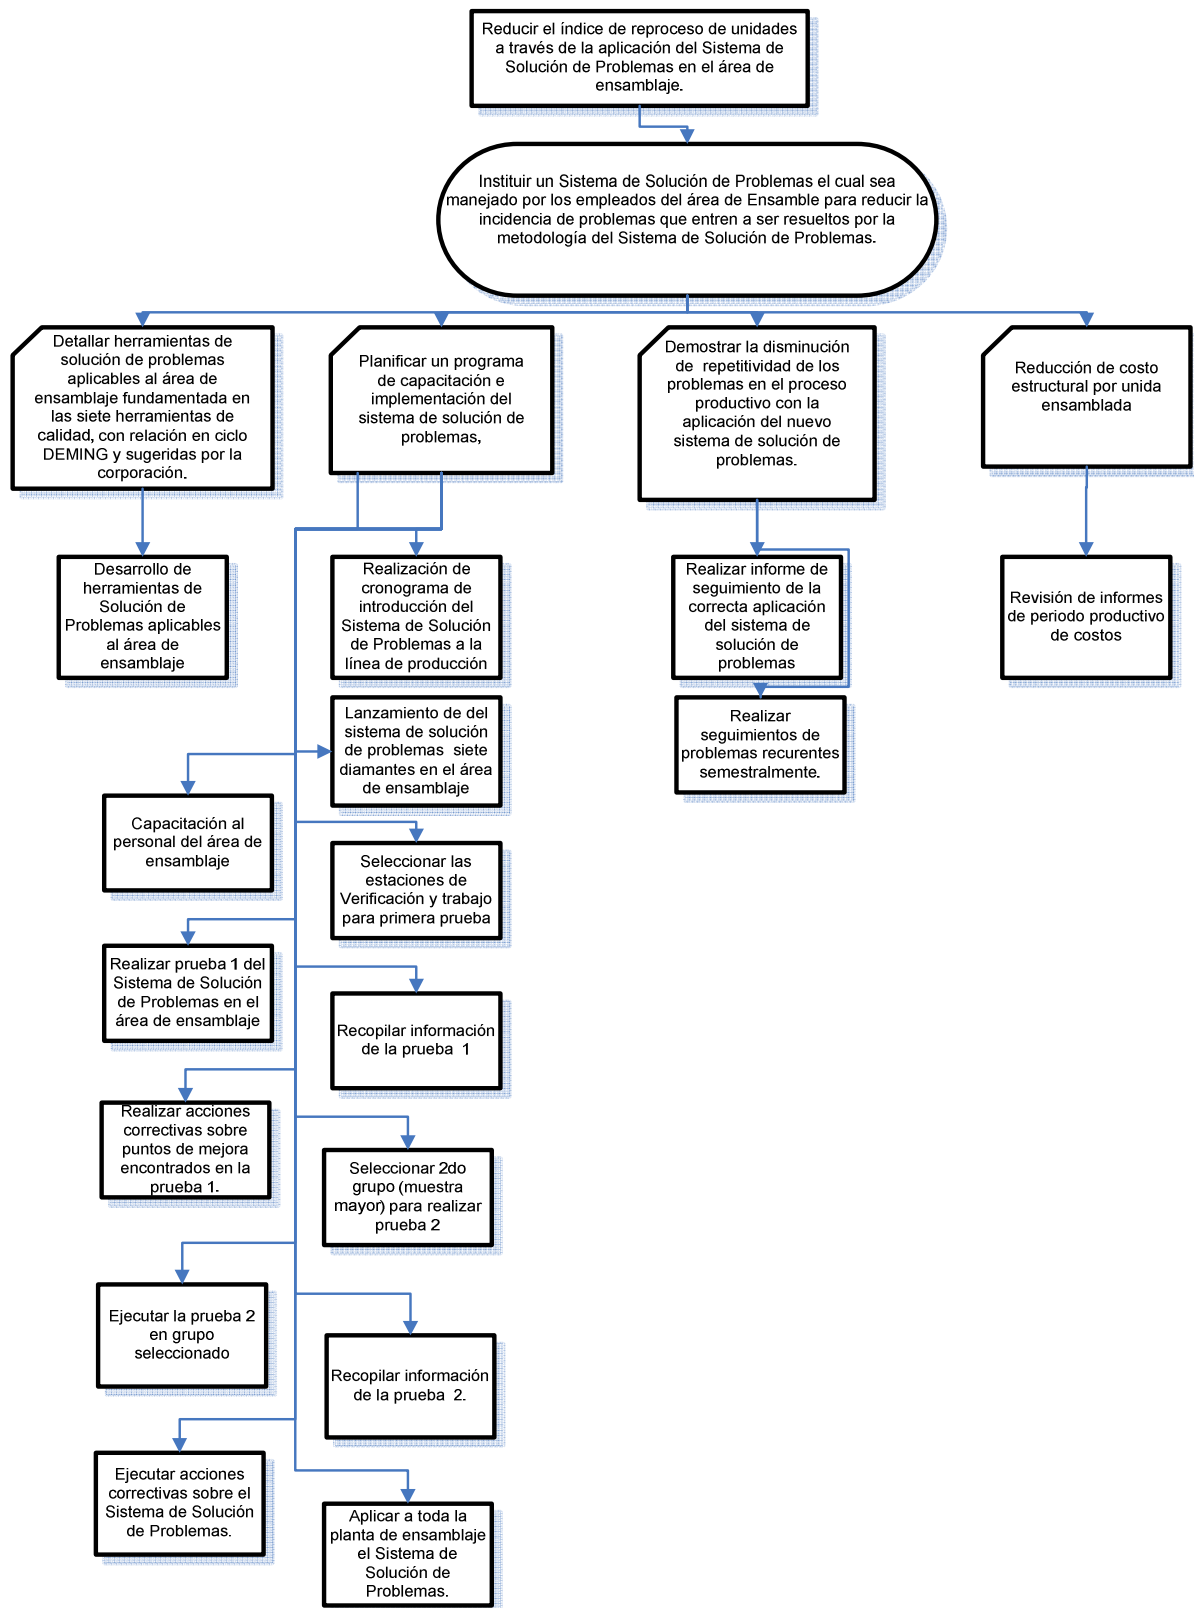 Reducir el índice de reproceso de unidades
a través de la aplicación del Sistema de
Solución de Problemas en el área de
ensamblaje.
Instituir un Sistema de Solución de Problemas el cual sea
manejado por los empleados del área de Ensamble para reducir la
incidencia de problemas que entren a ser resueltos por la
metodología del Sistema de Solución de Problemas.
Detallar herramientas de
solución de problemas
aplicables al área de
ensamblaje fundamentada en
las siete herramientas de
calidad, con relación en ciclo
DEMING y sugeridas por la
corporación.
Planificar un programa
de capacitación e
implementación del
sistema de solución de
problemas,
Demostrar la disminución
de repetitividad de los
problemas en el proceso
productivo con la
aplicación del nuevo
sistema de solución de
problemas.
Reducción de costo
estructural por unida
ensamblada
Desarrollo de
herramientas de
Solución de
Problemas aplicables
al área de
ensamblaje
Realización de
cronograma de
introducción del
Sistema de Solución
de Problemas a la
línea de producción
Realizar informe de
seguimiento de la
correcta aplicación
del sistema de
solución de
problemas
Revisión de informes
de periodo productivo
de costos
Lanzamiento de del
sistema de solución
de problemas siete
diamantes en el área
de ensamblaje
Realizar
seguimientos de
problemas recurentes
semestralmente.
Capacitación al
personal del área de
ensamblaje
Seleccionar las
estaciones de
Verificación y trabajo
para primera prueba
Realizar prueba 1 del
Sistema de Solución
de Problemas en el
área de ensamblaje
Recopilar información
de la prueba 1
Realizar acciones
correctivas sobre
puntos de mejora
encontrados en la
prueba 1.
Seleccionar 2do
grupo (muestra
mayor) para realizar
prueba 2
Ejecutar la prueba 2
en grupo
seleccionado
Recopilar información
de la prueba 2.
Ejecutar acciones
correctivas sobre el
Sistema de Solución
de Problemas.
Aplicar a toda la
planta de ensamblaje
el Sistema de
Solución de
Problemas.